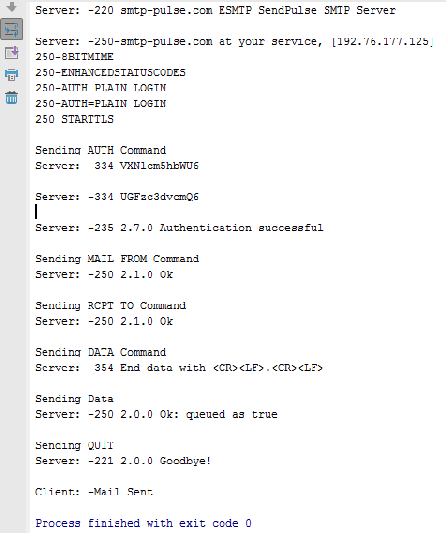 Server: -220 smtp-pulse.com ESMTP SendPulse SMTP Server
Server: -250-smtp-pulse.com at your service, [192.76.177.125]
250-8BITMIME
250-ENHANCEDSTATUSCODES
250-AUTH PLAIN LOGIN
250-AUTH=PLAIN LOGIN
250 STARTTLS
Sending AUTH Command
Server:  334 VXNlcm5hbWU6
Server: -334 UGFzc3dvcmQ6
Server: -235 2.7.0 Authentication successful
Sending MAIL FROM Command
Server: -250 2.1.0 Ok
Sending RCPT TO Command
Server: -250 2.1.0 Ok
Sending DATA Command
Server:  354 End data with <CR><LF>.<CR><LF>
Sending Data
Server: -250 2.0.0 Ok: queued as true
Sending QUIT
Server: -221 2.0.0 Goodbye!
Client: -Mail Sent
Process finished with exit code 0